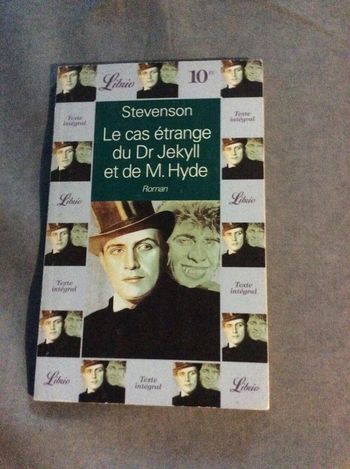 Librio
10F
Stevenson
Le cas étrange
du Dr Jekyll
et de M. Hyde
Roman
Texte
intégral
Texte
intégral
Librio
Librio
Texte
intégral
Texte
intégral
Librio
Texte
intégral
Librio